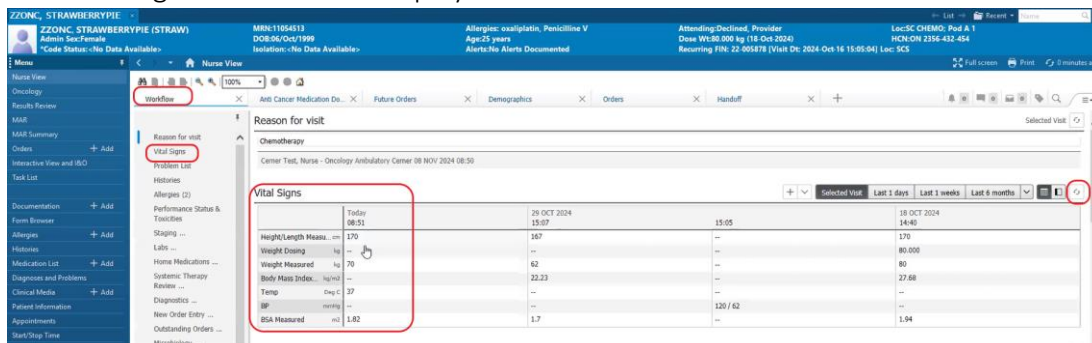 ZZONC, STRAWBERRYPIE ×
← List → Recent Name
ZZONC, STRAWBERRYPIE (STRAW)
Admin Sex:Female
*Code Status: <No Data Available>
MRN:11054513
DOB:06/Oct/1999
Isolation: <No Data Available>
Allergies: oxaliplatin, Penicillin V
Age:25 years
Alerts:No Alerts Documented
Attending:Declined, Provider
Dose Wt:80.000 kg (18-Oct-2024)
Recurring FIN: 22-005878 [Visit Dt: 2024-Oct-16 15:05:04] Loc: SCS
Loc:SC CHEMO; Pod A 1
HCN:ON 2356-432-454
Menu
Nurse View
Full screen Print 0 minutes a
Nurse View
Oncology
Results Review
MAR
MAR Summary
Orders + Add
Interactive View and I&O
Task List
Documentation + Add
Form Browser
Allergies + Add
Histories
Medication List + Add
Diagnoses and Problems
Clinical Media + Add
Patient Information
Appointments
Start/Stop Time
100%
Workflow × Anti Cancer Medication Do... × Future Orders × Demographics × Orders × Handoff × +
Reason for visit
Vital Signs
Problem List
Histories
Allergies (2)
Performance Status &
Toxicities
Staging ...
Labs ...
Home Medications ...
Systemic Therapy
Review ...
Diagnostics ...
New Order Entry ...
Outstanding Orders ...
Microbiology
Reason for visit
Selected Visit
Chemotherapy
Cerner Test, Nurse - Oncology Ambulatory Cerner 08 NOV 2024 08:50
Vital Signs
+ Selected Visit Last 1 days Last 1 weeks Last 6 months
Today 29 OCT 2024 18 OCT 2024
08:51 15:07 15:05 14:40
Height/Length Measu... cm 170 167 -- 170
Weight Dosing kg -- -- -- 80.000
Weight Measured kg 70 62 -- 80
Body Mass Index... kg/m2 -- 22.23 -- 27.68
Temp Deg C 37 -- -- --
BP mmHg -- -- 120 / 62 --
BSA Measured m2 1.82 1.7 -- 1.94